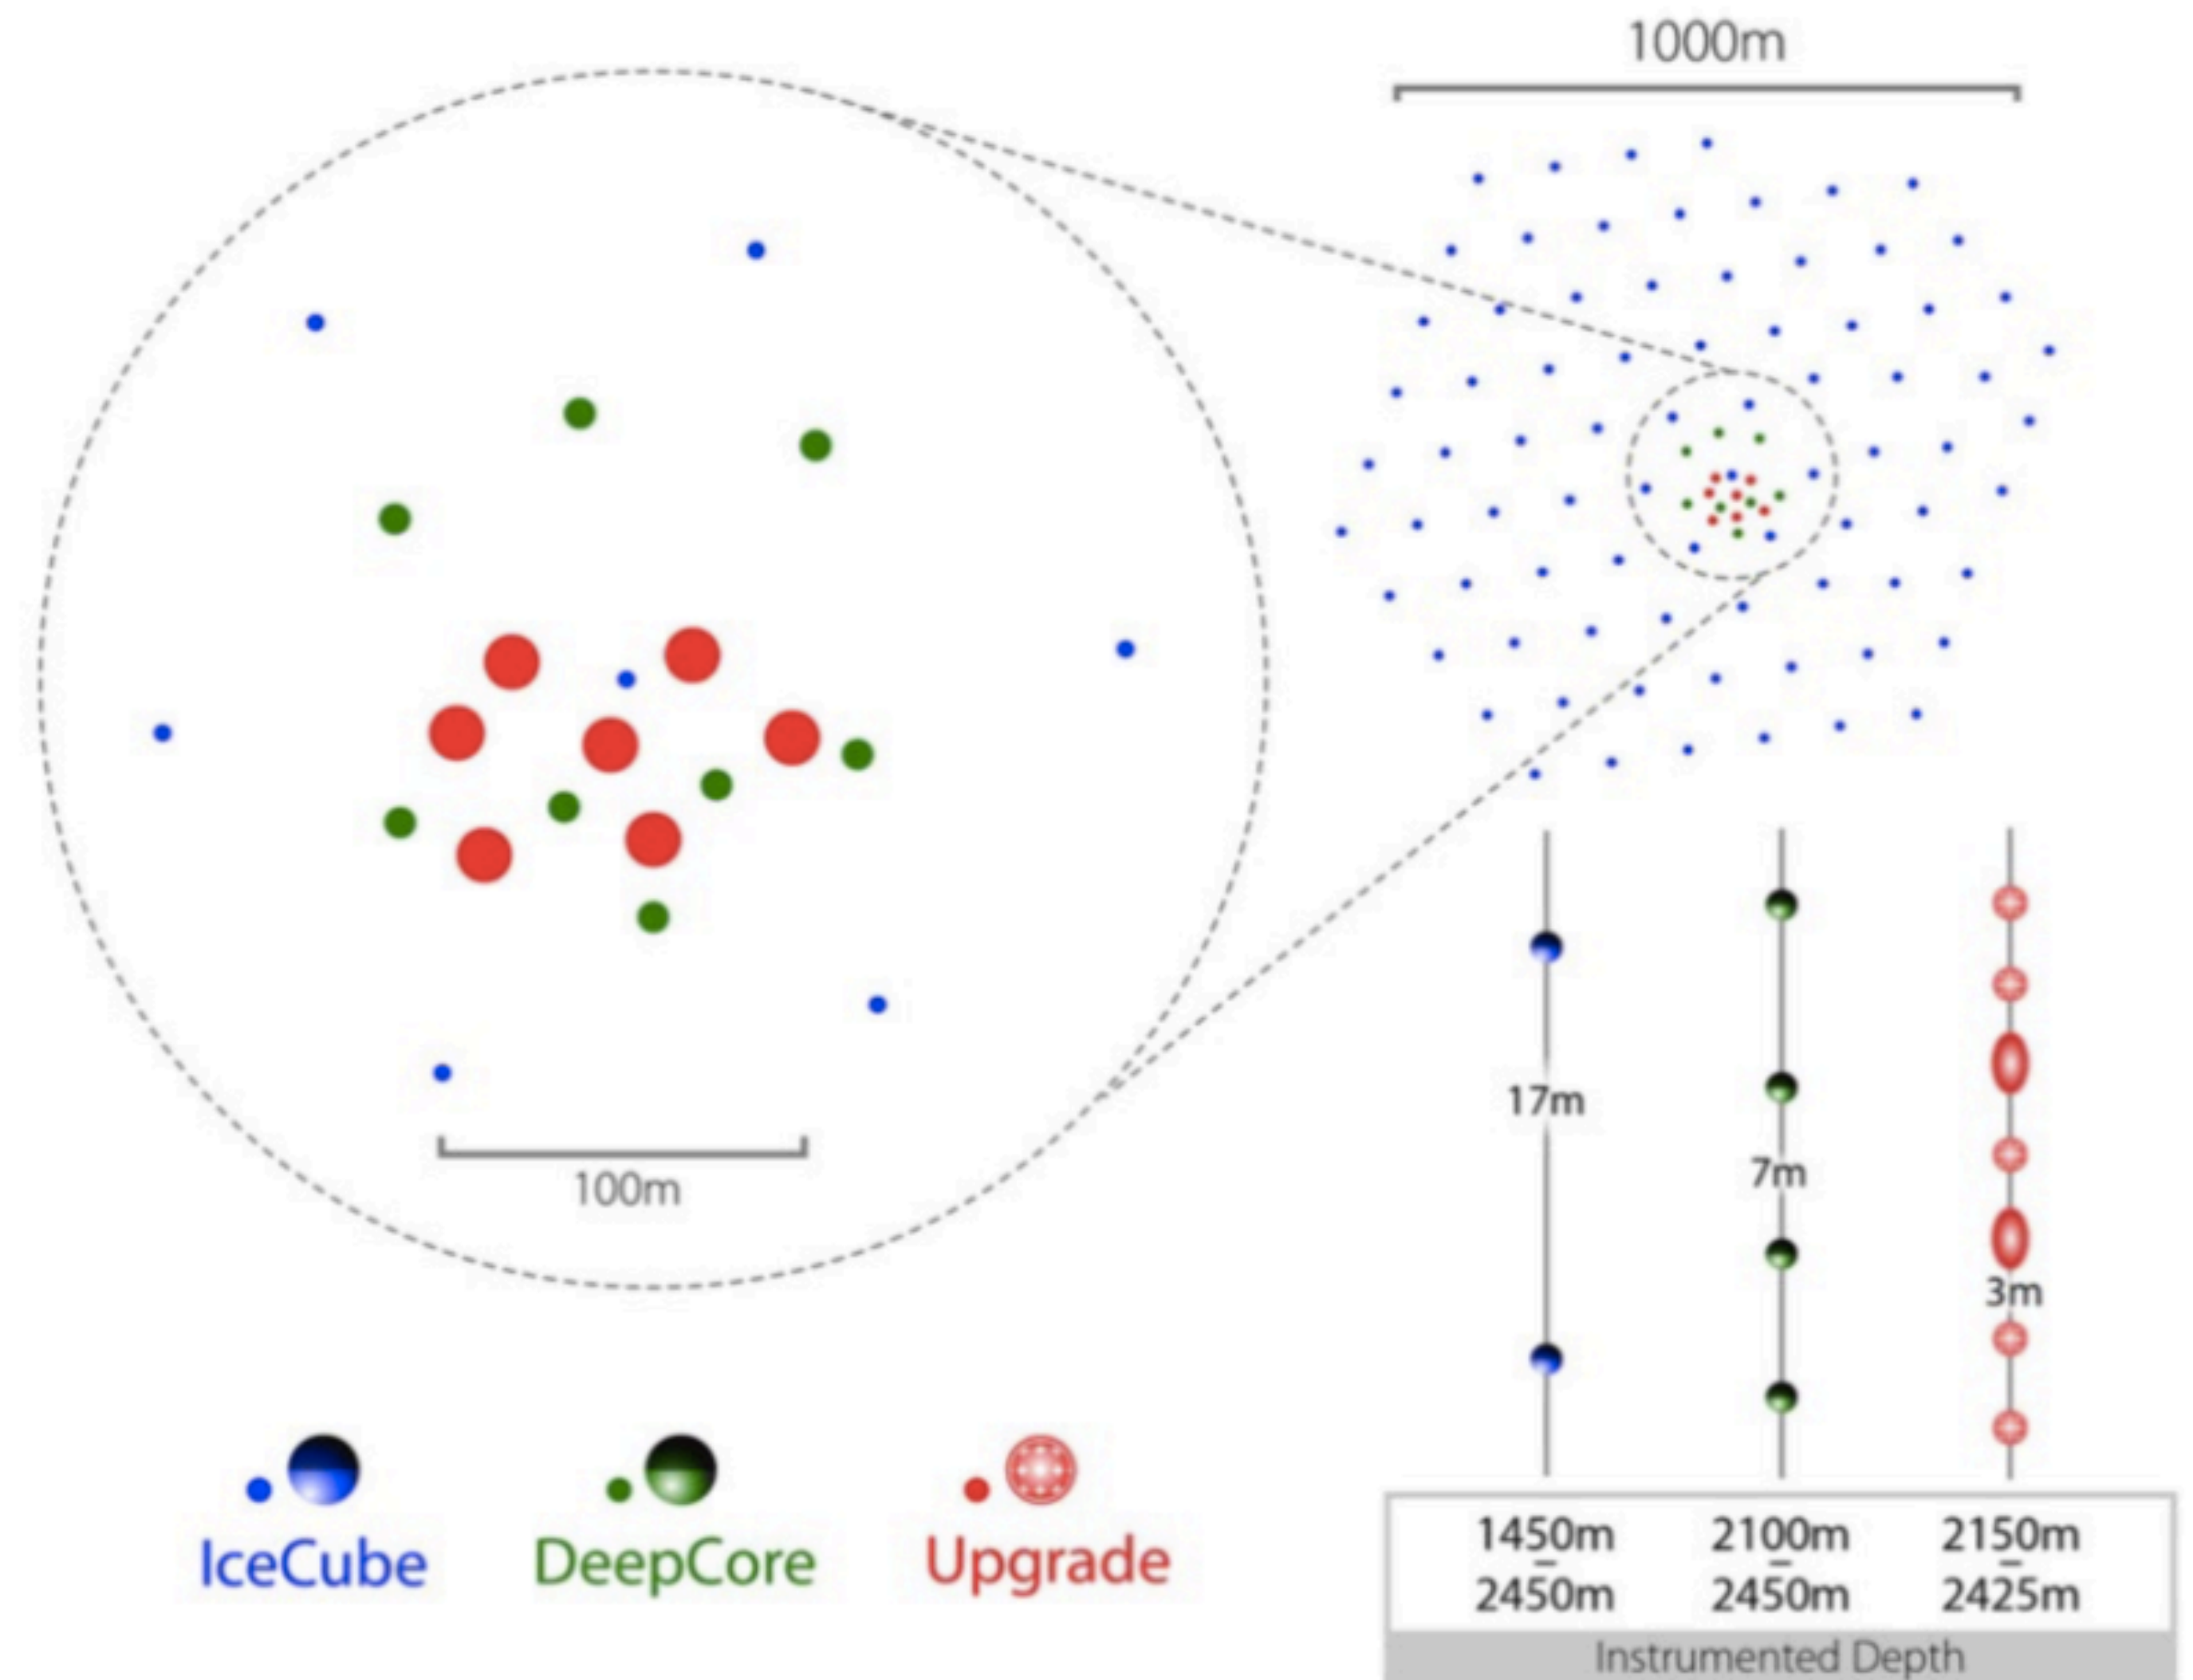 1000m
100m
17m
7m
3m
IceCube
DeepCore
Upgrade
1450m
–
2450m
2100m
–
2450m
2150m
–
2425m
Instrumented Depth